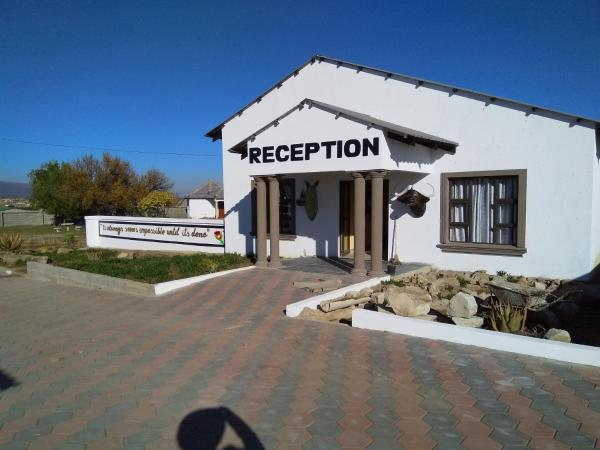 RECEPTION
"it always seems impossible until its done"